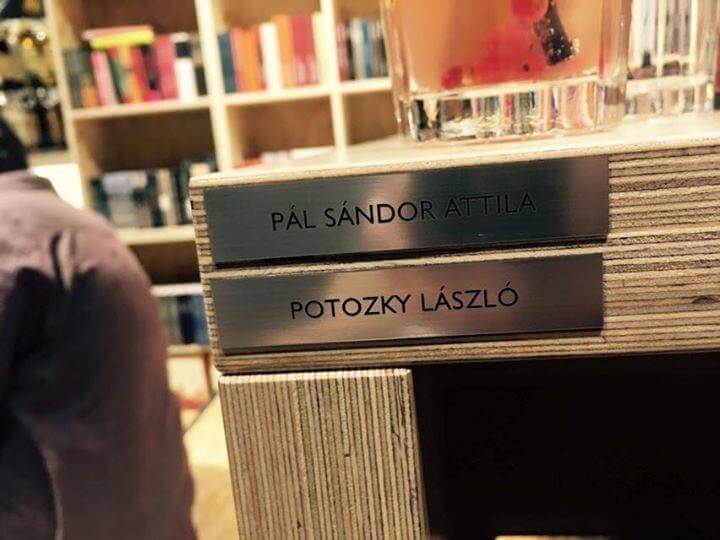 PÁL SÁNDOR ATTILA
POTOZKY LÁSZLÓ